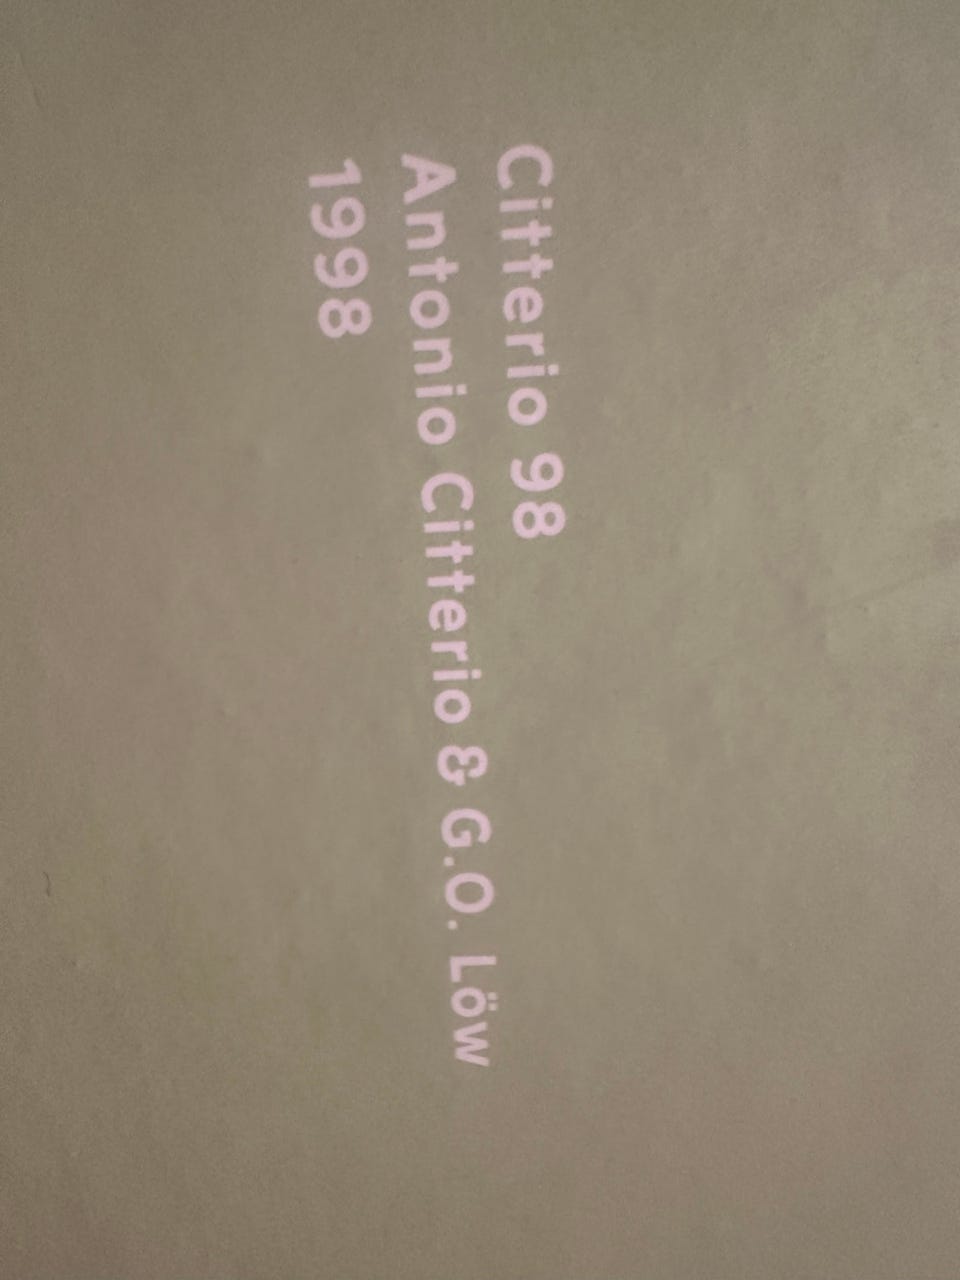 Citterio 98
Antonio Citterio & G.O. Löw
1998